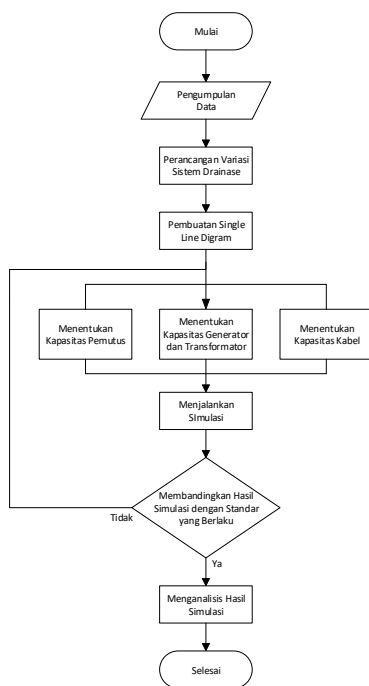 Mulai
Pengumpulan
Data
Perancangan Variasi
Sistem Drainase
Pembuatan Single
Line Digram
Menentukan
Kapasitas Pemutus
Menentukan
Kapasitas Generator
dan Transformator
Menentukan
Kapasitas Kabel
Menjalankan
SImulasi
Membandingkan Hasil
Simulasi dengan Standar
yang Berlaku
Tidak
Ya
Menganalisis Hasil
Simulasi
Selesai